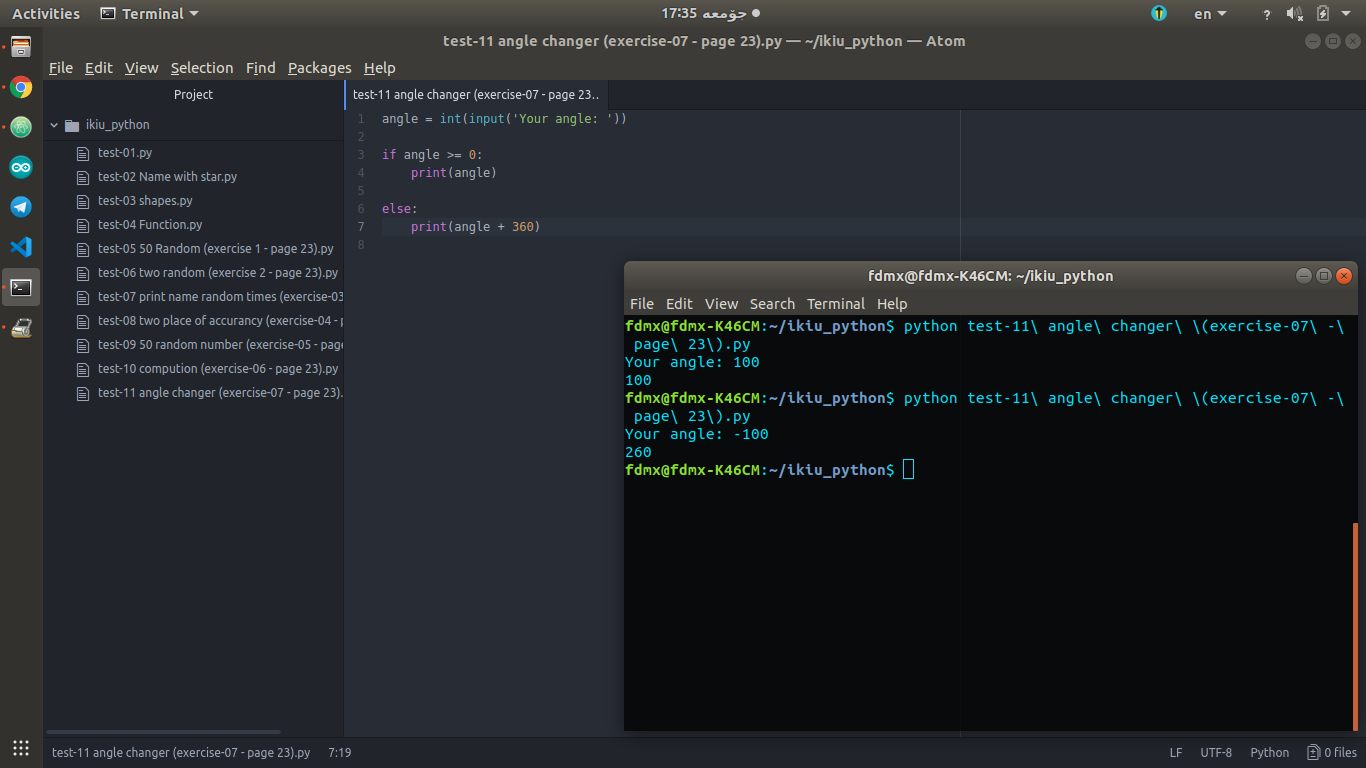 Activities
Terminal
جۆمعه 17:35
en
?
test-11 angle changer (exercise-07 - page 23).py — ~/ikiu_python — Atom
File Edit View Selection Find Packages Help
Project
test-11 angle changer (exercise-07 - page 23..
ikiu_python
test-01.py
test-02 Name with star.py
test-03 shapes.py
test-04 Function.py
test-05 50 Random (exercise 1 - page 23).py
test-06 two random (exercise 2 - page 23).py
test-07 print name random times (exercise-03
test-08 two place of accurancy (exercise-04 - p
test-09 50 random number (exercise-05 - page
test-10 compution (exercise-06 - page 23).py
test-11 angle changer (exercise-07 - page 23).
1 angle = int(input('Your angle: '))
2
3 if angle >= 0:
4 print(angle)
5
6 else:
7 print(angle + 360)
8
fdmx@fdmx-K46CM: ~/ikiu_python
File Edit View Search Terminal Help
fdmx@fdmx-K46CM:~/ikiu_python$ python test-11\ angle\ changer\ \(exercise-07\ -\
page\ 23\).py
Your angle: 100
100
fdmx@fdmx-K46CM:~/ikiu_python$ python test-11\ angle\ changer\ \(exercise-07\ -\
page\ 23\).py
Your angle: -100
260
fdmx@fdmx-K46CM:~/ikiu_python$
test-11 angle changer (exercise-07 - page 23).py 7:19
LF UTF-8 Python 0 files